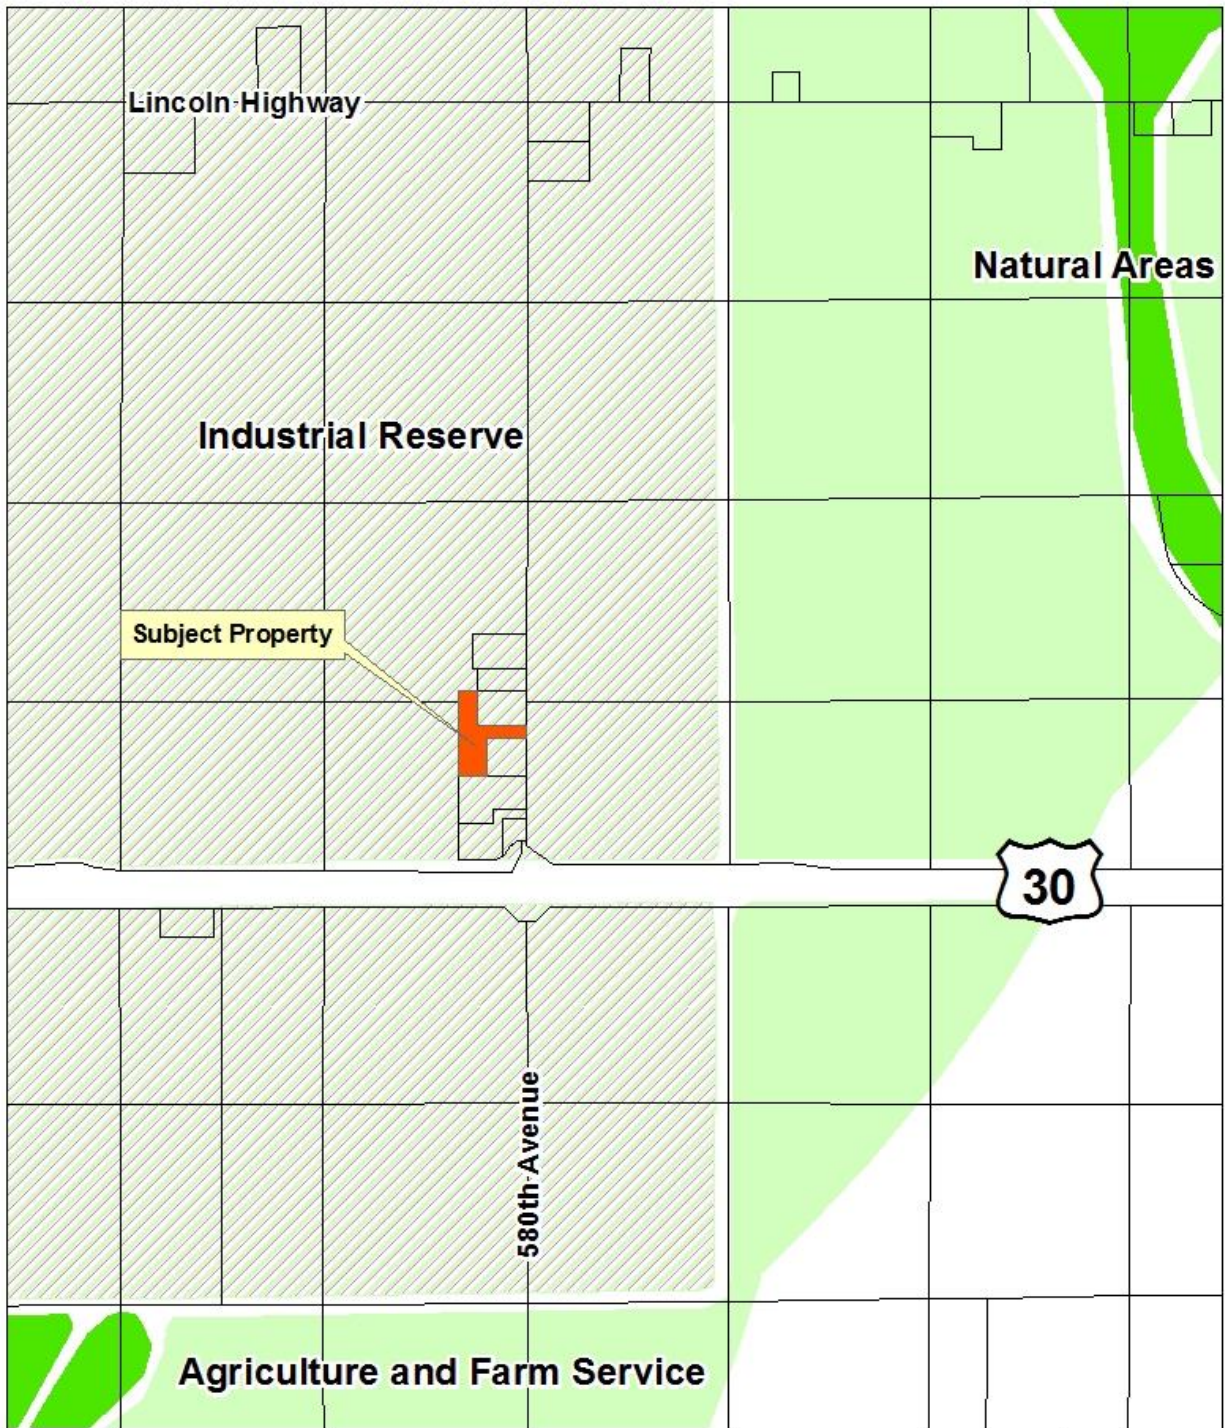 Lincoln Highway
Natural Areas
Industrial Reserve
Subject Property
30
580th Avenue
Agriculture and Farm Service